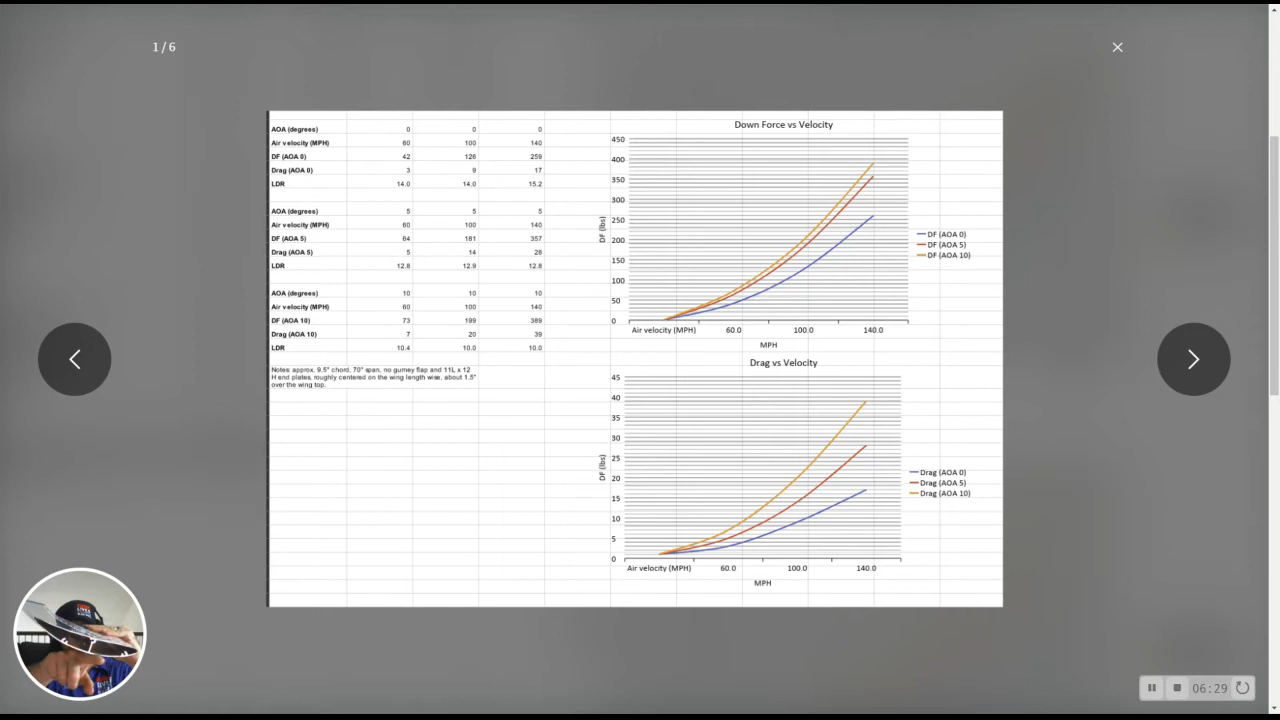 1 / 6
AOA (degrees) 0 0 0
Air velocity (MPH) 60 100 140
DF (AOA 0) 42 126 259
Drag (AOA 0) 3 9 17
LDR 14.0 14.0 15.2
AOA (degrees) 5 5 5
Air velocity (MPH) 60 100 140
DF (AOA 5) 64 181 357
Drag (AOA 5) 5 14 28
LDR 12.8 12.9 12.8
AOA (degrees) 10 10 10
Air velocity (MPH) 60 100 140
DF (AOA 10) 73 199 389
Drag (AOA 10) 7 20 39
LDR 10.4 10.0 10.0
Notes: approx. 9.5" chord, 70" span, no gurney flap and 11L x 12
H end plates, roughly centered on the wing length wise, about 1.5"
over the wing top.
Down Force vs Velocity
450
400
350
300
250
200
150
100
50
0
DF (lbs)
Air velocity (MPH) 60.0 100.0 140.0
MPH
DF (AOA 0)
DF (AOA 5)
DF (AOA 10)
Drag vs Velocity
45
40
35
30
25
20
15
10
5
0
DF (lbs)
Air velocity (MPH) 60.0 100.0 140.0
MPH
Drag (AOA 0)
Drag (AOA 5)
Drag (AOA 10)
06:29